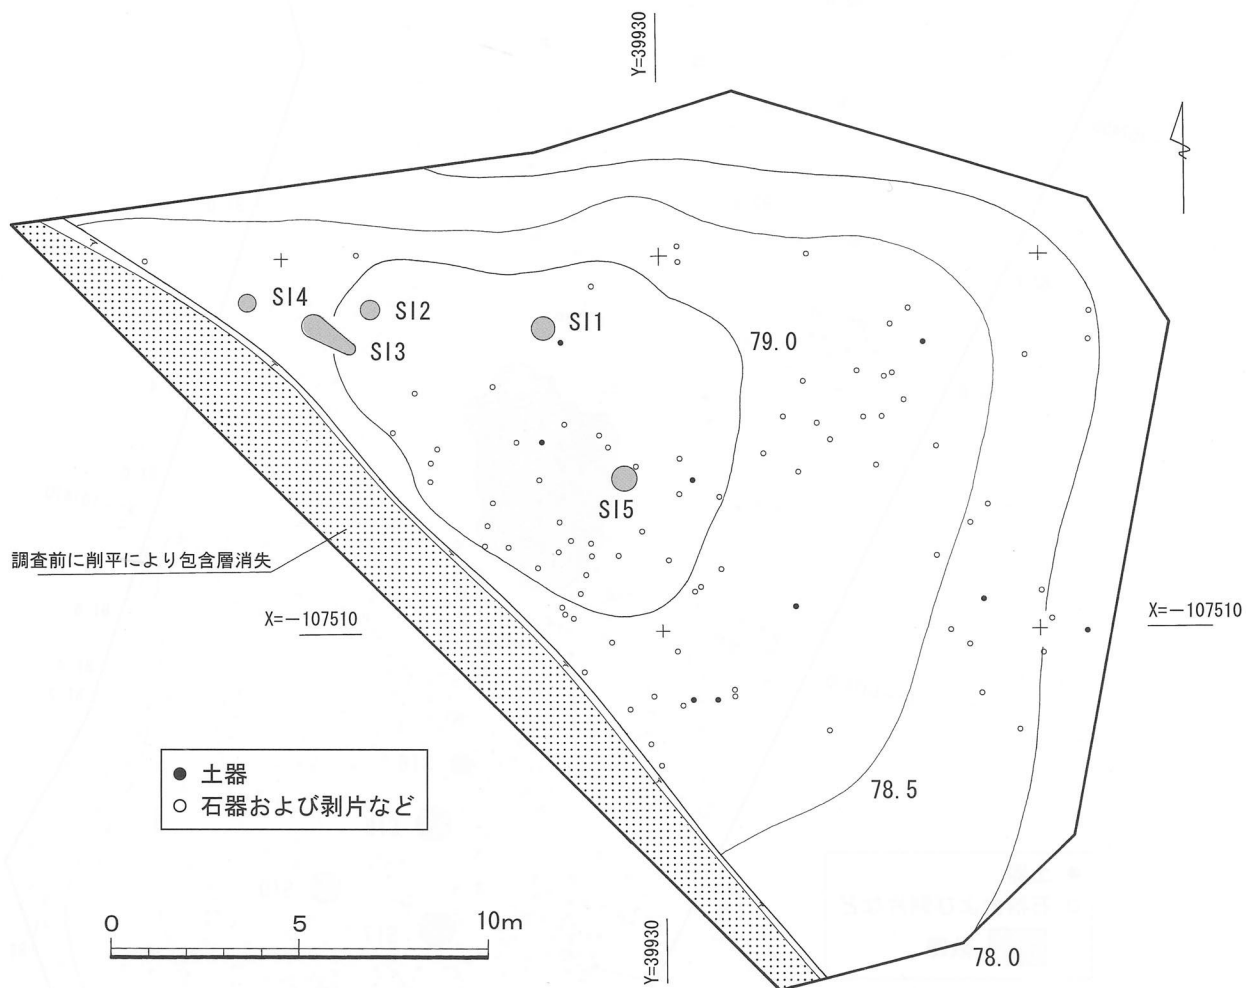 Y=39930
SI4
SI2
SI1
SI3
79.0
SI5
調査前に削平により包含層消失
X=−107510
X=−107510
● 土器
○ 石器および剥片など
78.5
0 5 10m
Y=39930
78.0